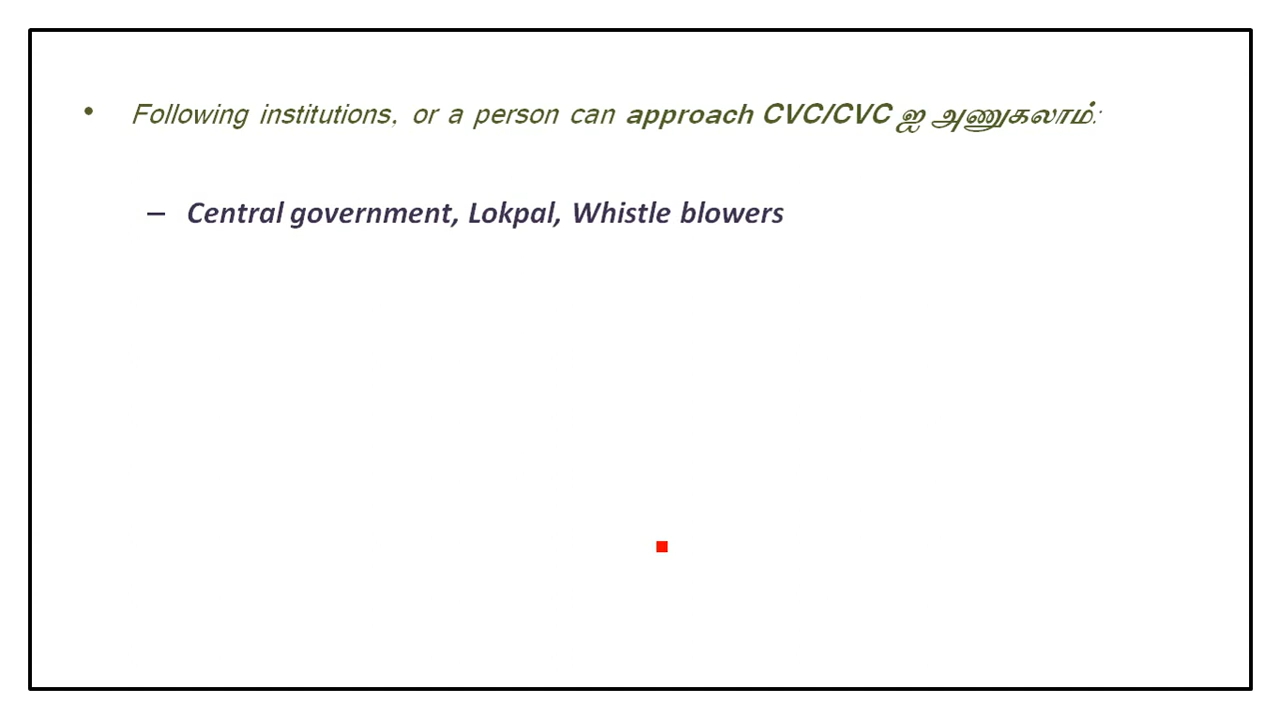 • Following institutions, or a person can approach CVC/CVC ஐ அணுகலாம்:
– Central government, Lokpal, Whistle blowers